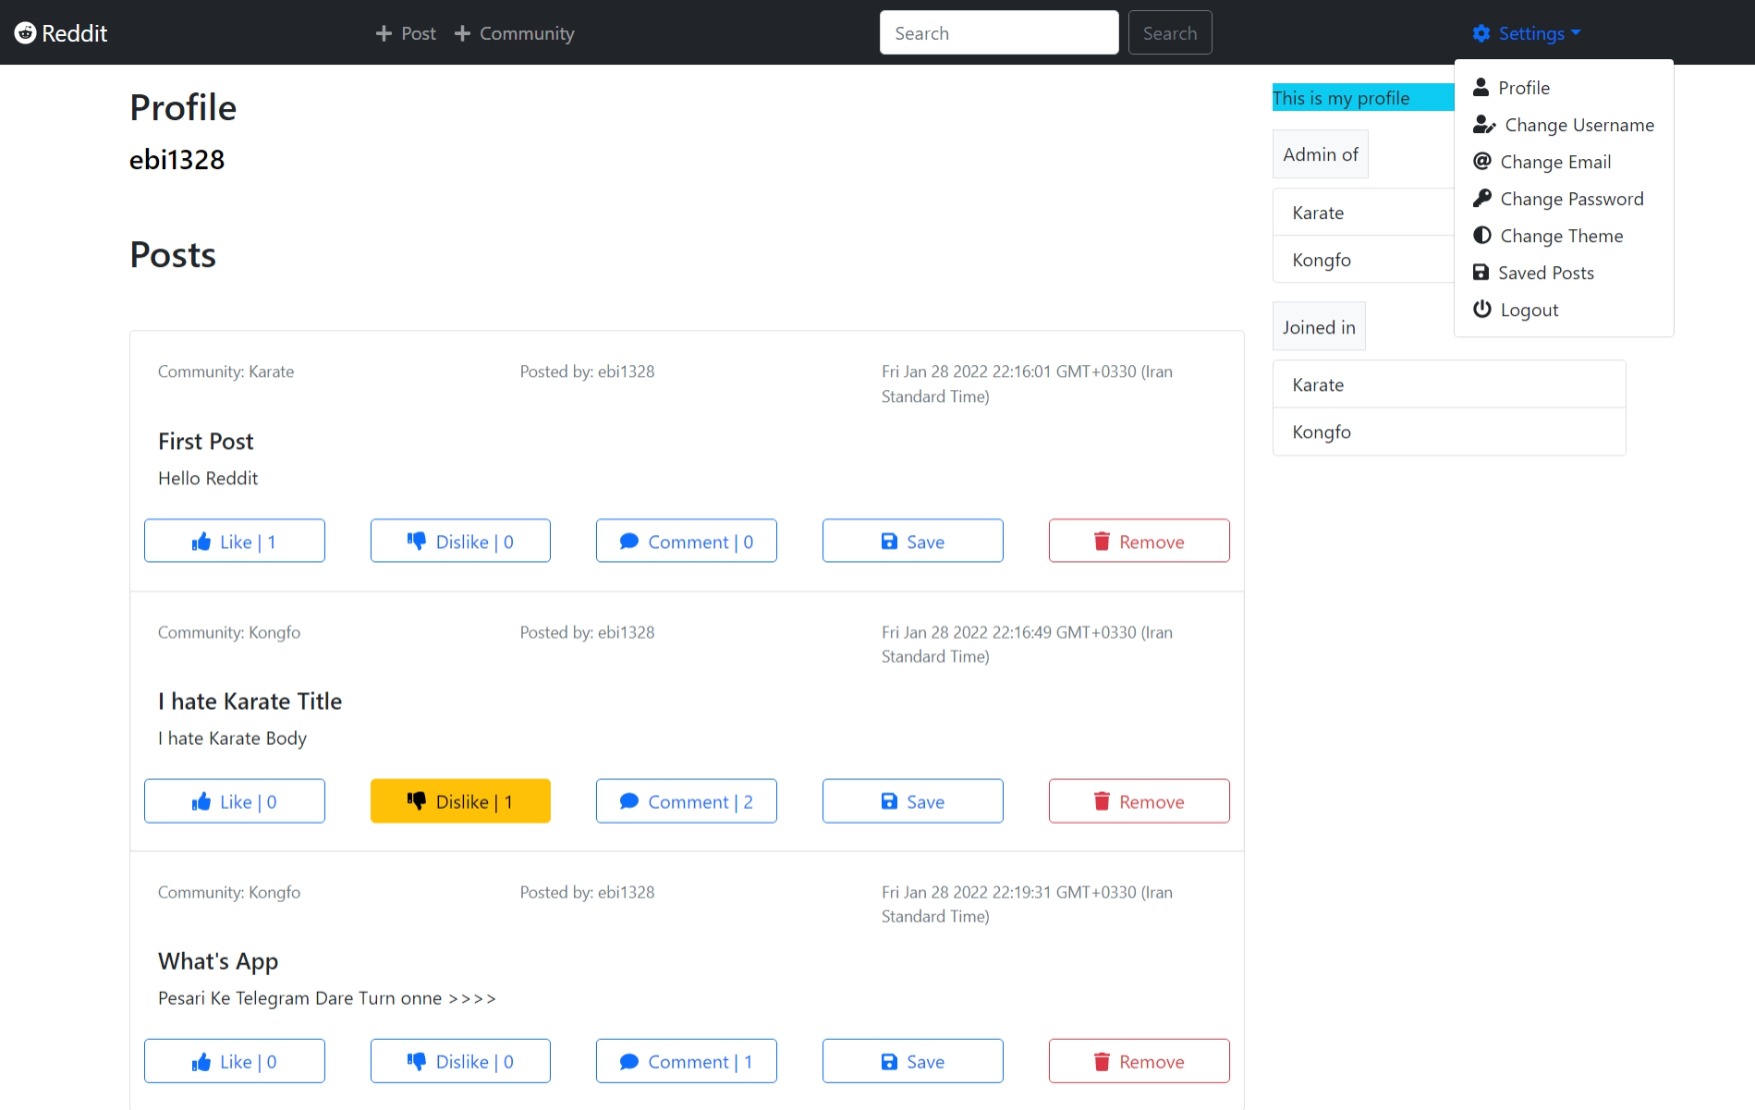 Reddit
Post
Community
Search
Search
Settings
Profile
Change Username
Change Email
Change Password
Change Theme
Saved Posts
Logout
Profile
ebi1328
Posts
Community: Karate
Posted by: ebi1328
Fri Jan 28 2022 22:16:01 GMT+0330 (Iran
Standard Time)
First Post
Hello Reddit
Like | 1
Dislike | 0
Comment | 0
Save
Remove
Community: Kongfo
Posted by: ebi1328
Fri Jan 28 2022 22:16:49 GMT+0330 (Iran
Standard Time)
I hate Karate Title
I hate Karate Body
Like | 0
Dislike | 1
Comment | 2
Save
Remove
Community: Kongfo
Posted by: ebi1328
Fri Jan 28 2022 22:19:31 GMT+0330 (Iran
Standard Time)
What's App
Pesari Ke Telegram Dare Turn onne >>>>
Like | 0
Dislike | 0
Comment | 1
Save
Remove
This is my profile
Admin of
Karate
Kongfo
Joined in
Karate
Kongfo